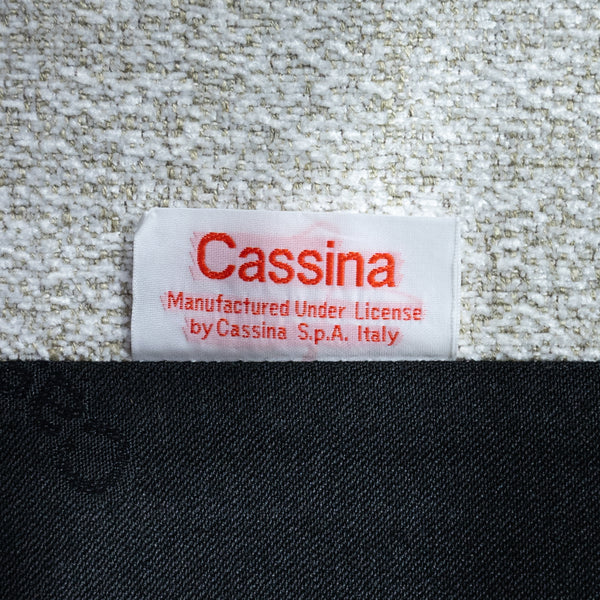 Cassina
Manufactured Under License
by Cassina S.p.A. Italy